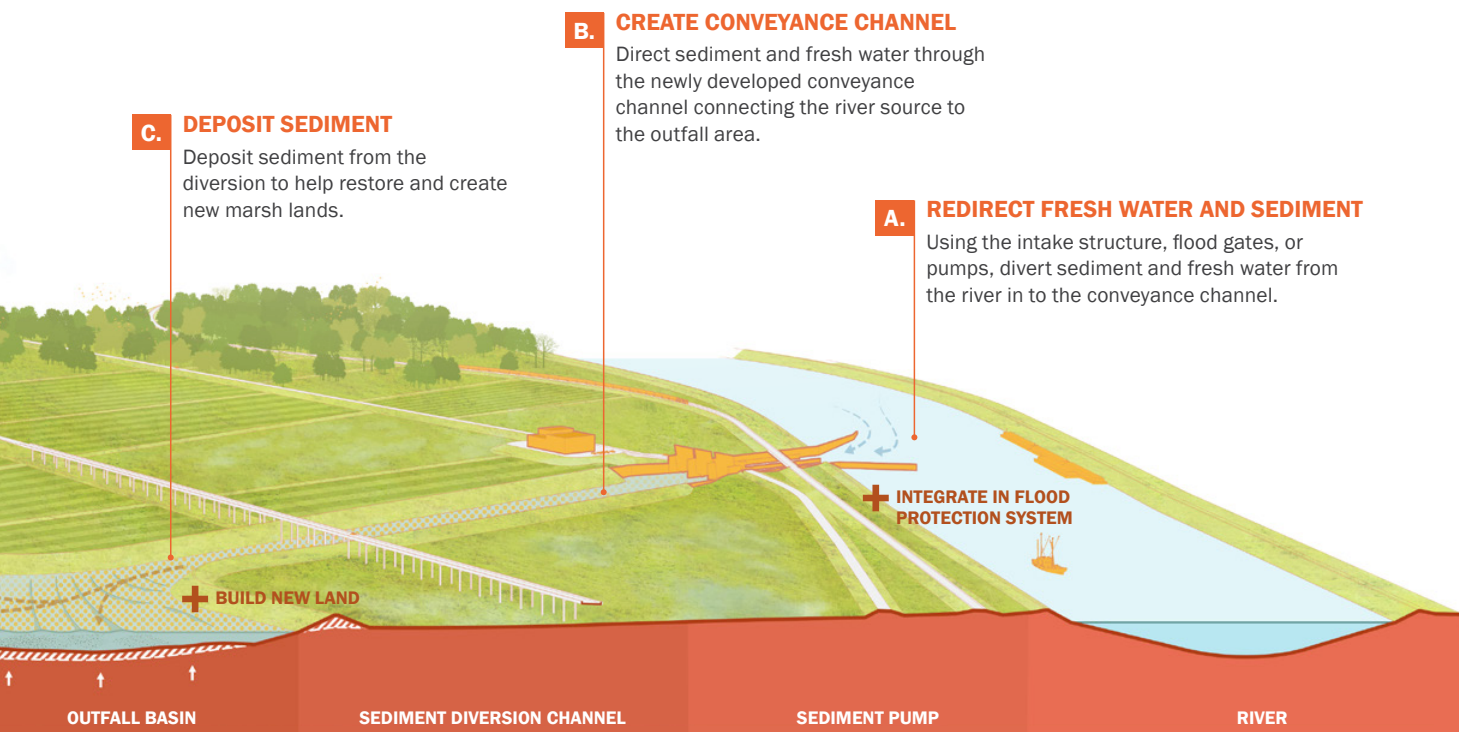 B.
CREATE CONVEYANCE CHANNEL
Direct sediment and fresh water through
the newly developed conveyance
channel connecting the river source to
the outfall area.
C.
DEPOSIT SEDIMENT
Deposit sediment from the
diversion to help restore and create
new marsh lands.
A.
REDIRECT FRESH WATER AND SEDIMENT
Using the intake structure, flood gates, or
pumps, divert sediment and fresh water from
the river in to the conveyance channel.
INTEGRATE IN FLOOD
PROTECTION SYSTEM
BUILD NEW LAND
OUTFALL BASIN
SEDIMENT DIVERSION CHANNEL
SEDIMENT PUMP
RIVER